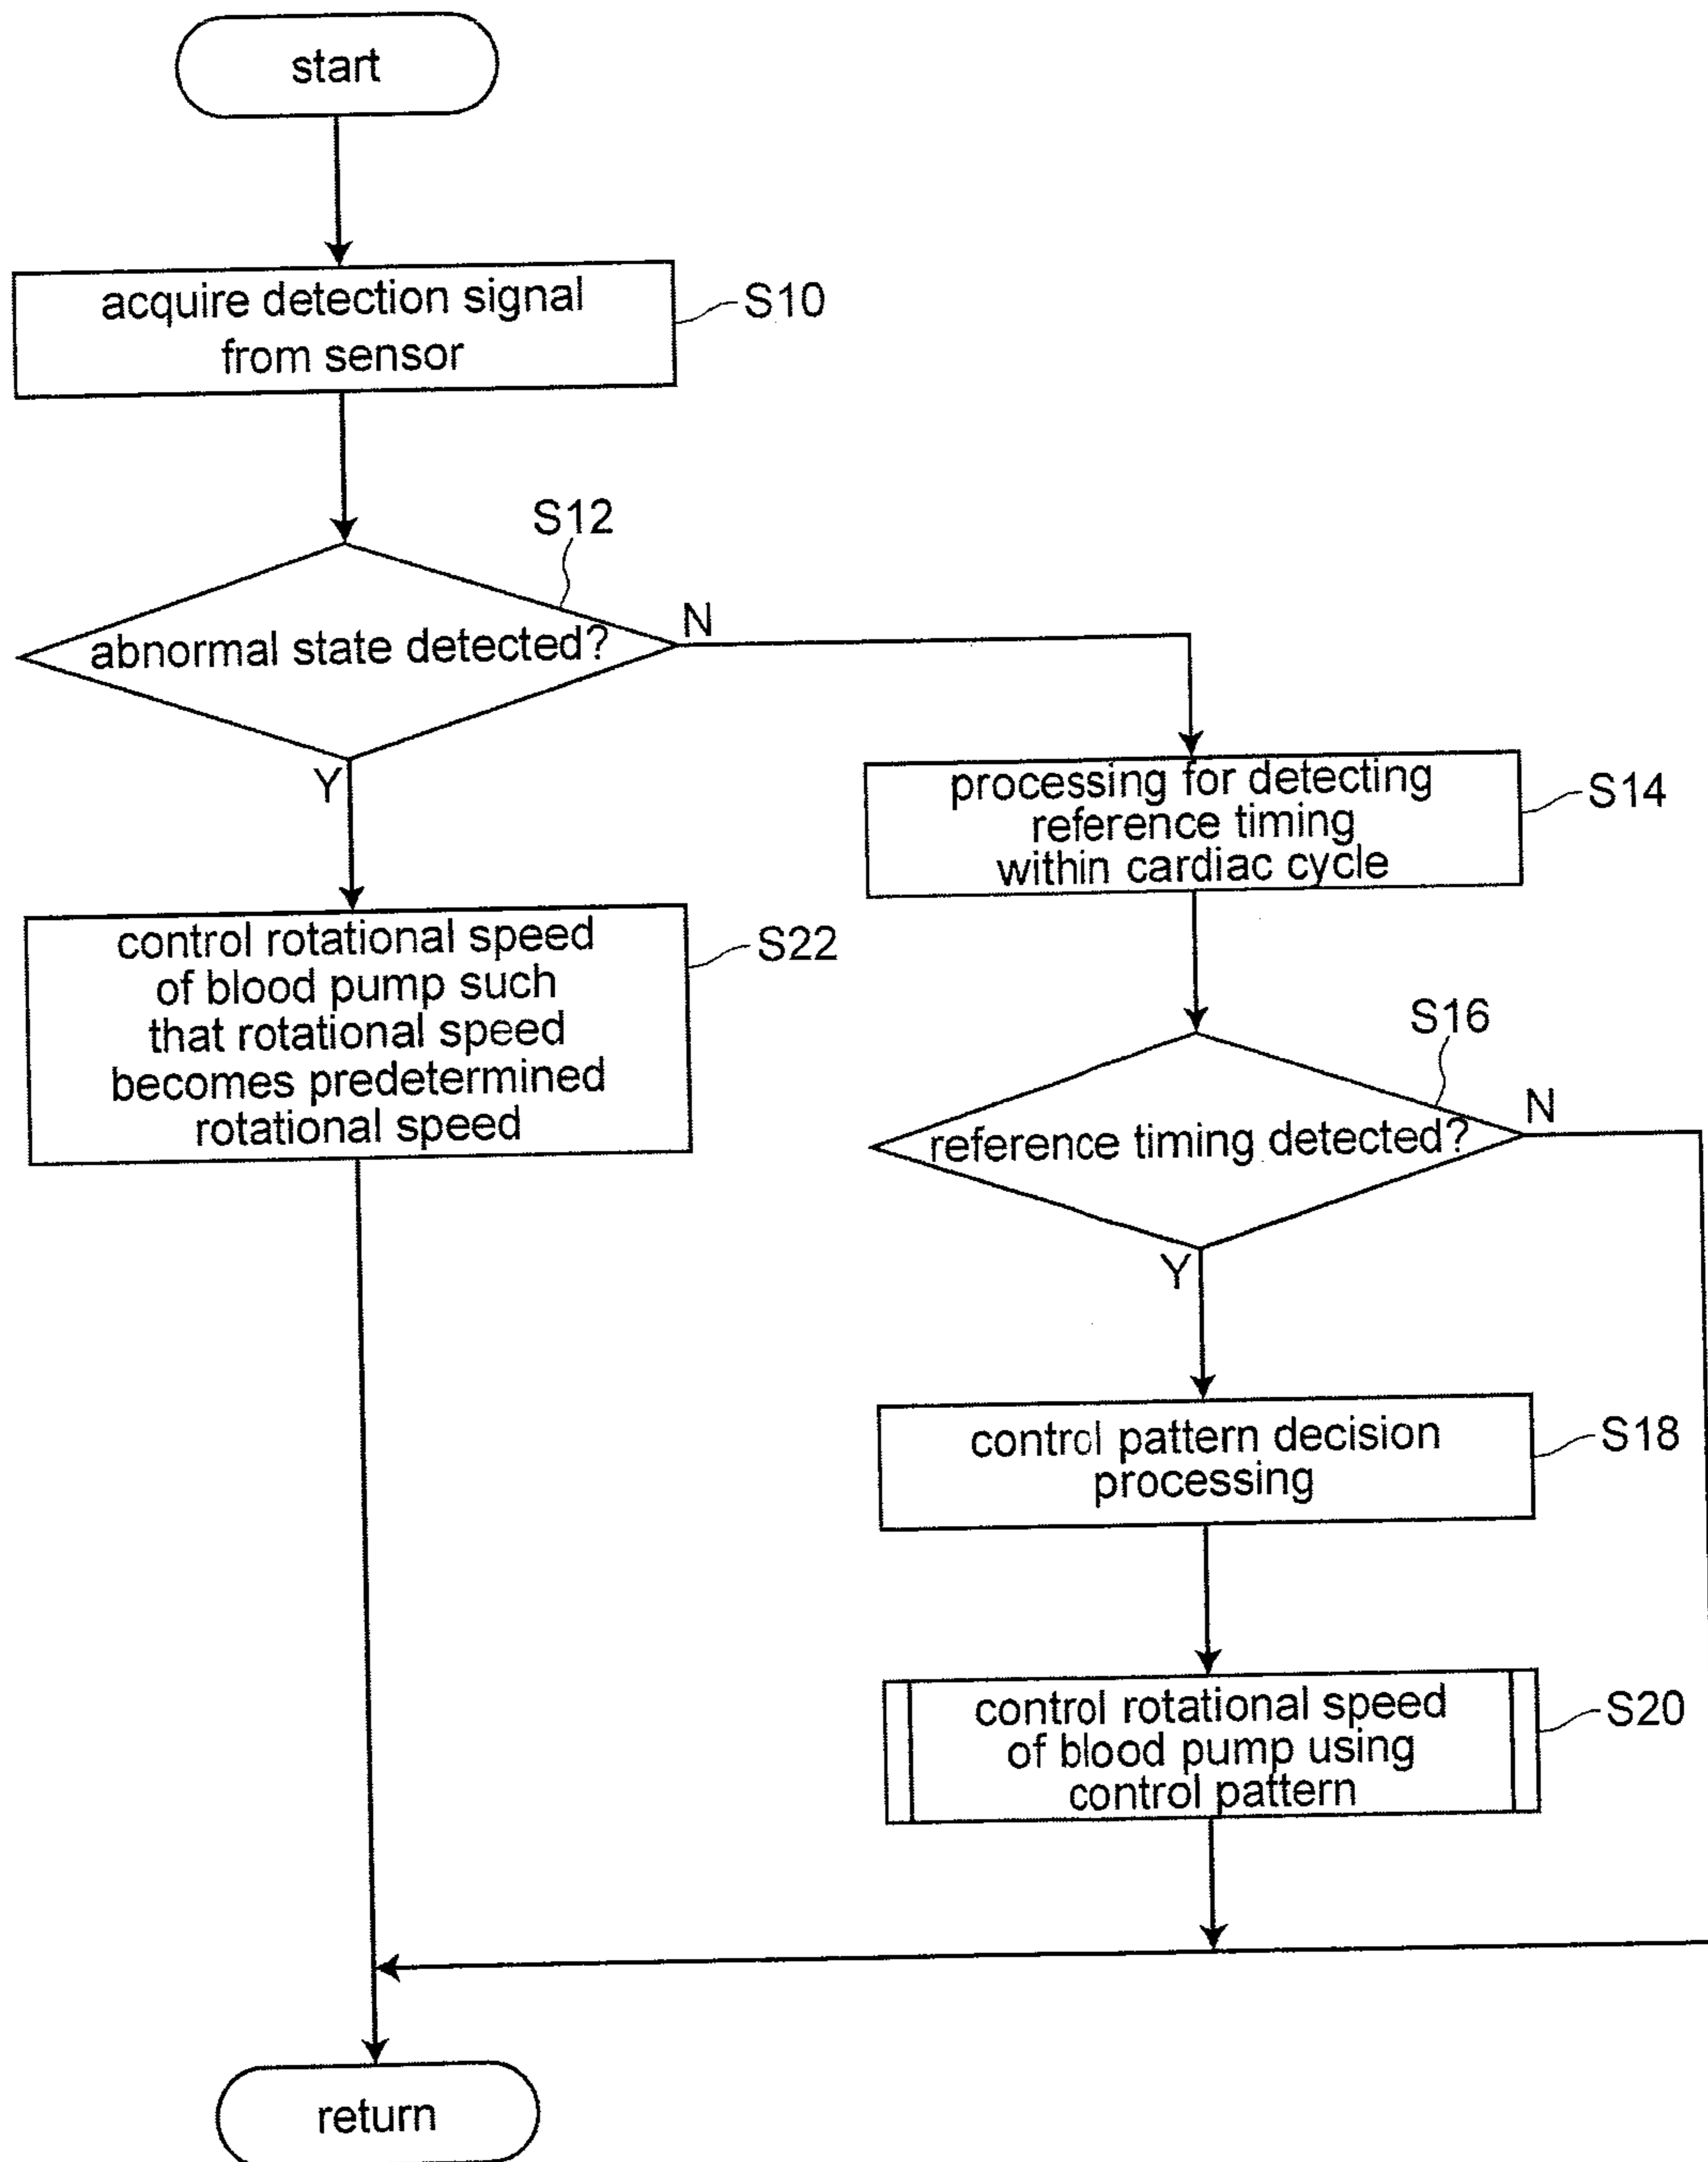 start
acquire detection signal
from sensor
S10
S12
abnormal state detected?
N
Y
processing for detecting
reference timing
within cardiac cycle
S14
control rotational speed
of blood pump such
that rotational speed
becomes predetermined
rotational speed
S22
S16
reference timing detected?
N
Y
control pattern decision
processing
S18
control rotational speed
of blood pump using
control pattern
S20
return